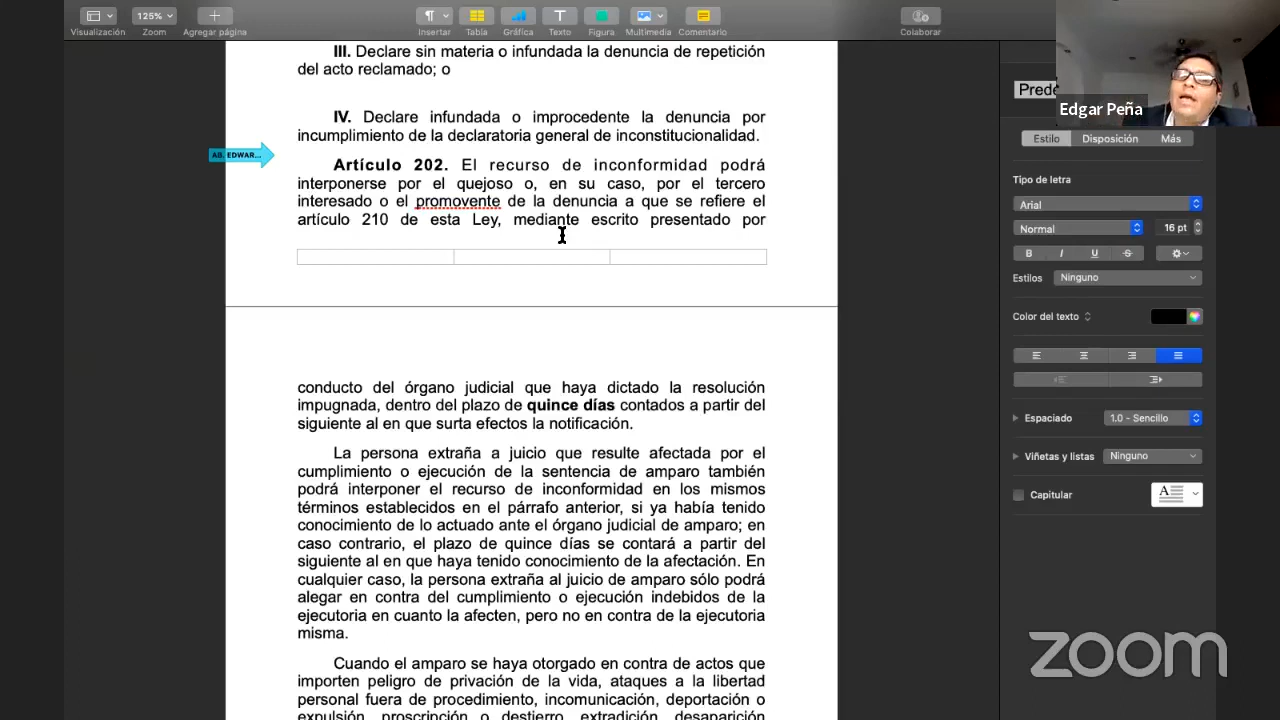 125%
Visualización Zoom Agregar página Insertar Tabla Gráfica Texto Figura Multimedia Comentario Colaborar
III. Declare sin materia o infundada la denuncia de repetición
del acto reclamado; o
IV. Declare infundada o improcedente la denuncia por
incumplimiento de la declaratoria general de inconstitucionalidad.
AB. EDWAR...
Artículo 202. El recurso de inconformidad podrá
interponerse por el quejoso o, en su caso, por el tercero
interesado o el promovente de la denuncia a que se refiere el
artículo 210 de esta Ley, mediante escrito presentado por
conducto del órgano judicial que haya dictado la resolución
impugnada, dentro del plazo de quince días contados a partir del
siguiente al en que surta efectos la notificación.
La persona extraña a juicio que resulte afectada por el
cumplimiento o ejecución de la sentencia de amparo también
podrá interponer el recurso de inconformidad en los mismos
términos establecidos en el párrafo anterior, si ya había tenido
conocimiento de lo actuado ante el órgano judicial de amparo; en
caso contrario, el plazo de quince días se contará a partir del
siguiente al en que haya tenido conocimiento de la afectación. En
cualquier caso, la persona extraña al juicio de amparo sólo podrá
alegar en contra del cumplimiento o ejecución indebidos de la
ejecutoria en cuanto la afecten, pero no en contra de la ejecutoria
misma.
Cuando el amparo se haya otorgado en contra de actos que
importen peligro de privación de la vida, ataques a la libertad
personal fuera de procedimiento, incomunicación, deportación o
expulsión, proscripción o destierro, extradición, desaparición
Edgar Peña
Estilo Disposición Más
Tipo de letra
Arial
Normal 16 pt
B I U S
Estilos Ninguno
Color del texto
Espaciado 1.0 - Sencillo
Viñetas y listas Ninguno
Capitular A
zoom